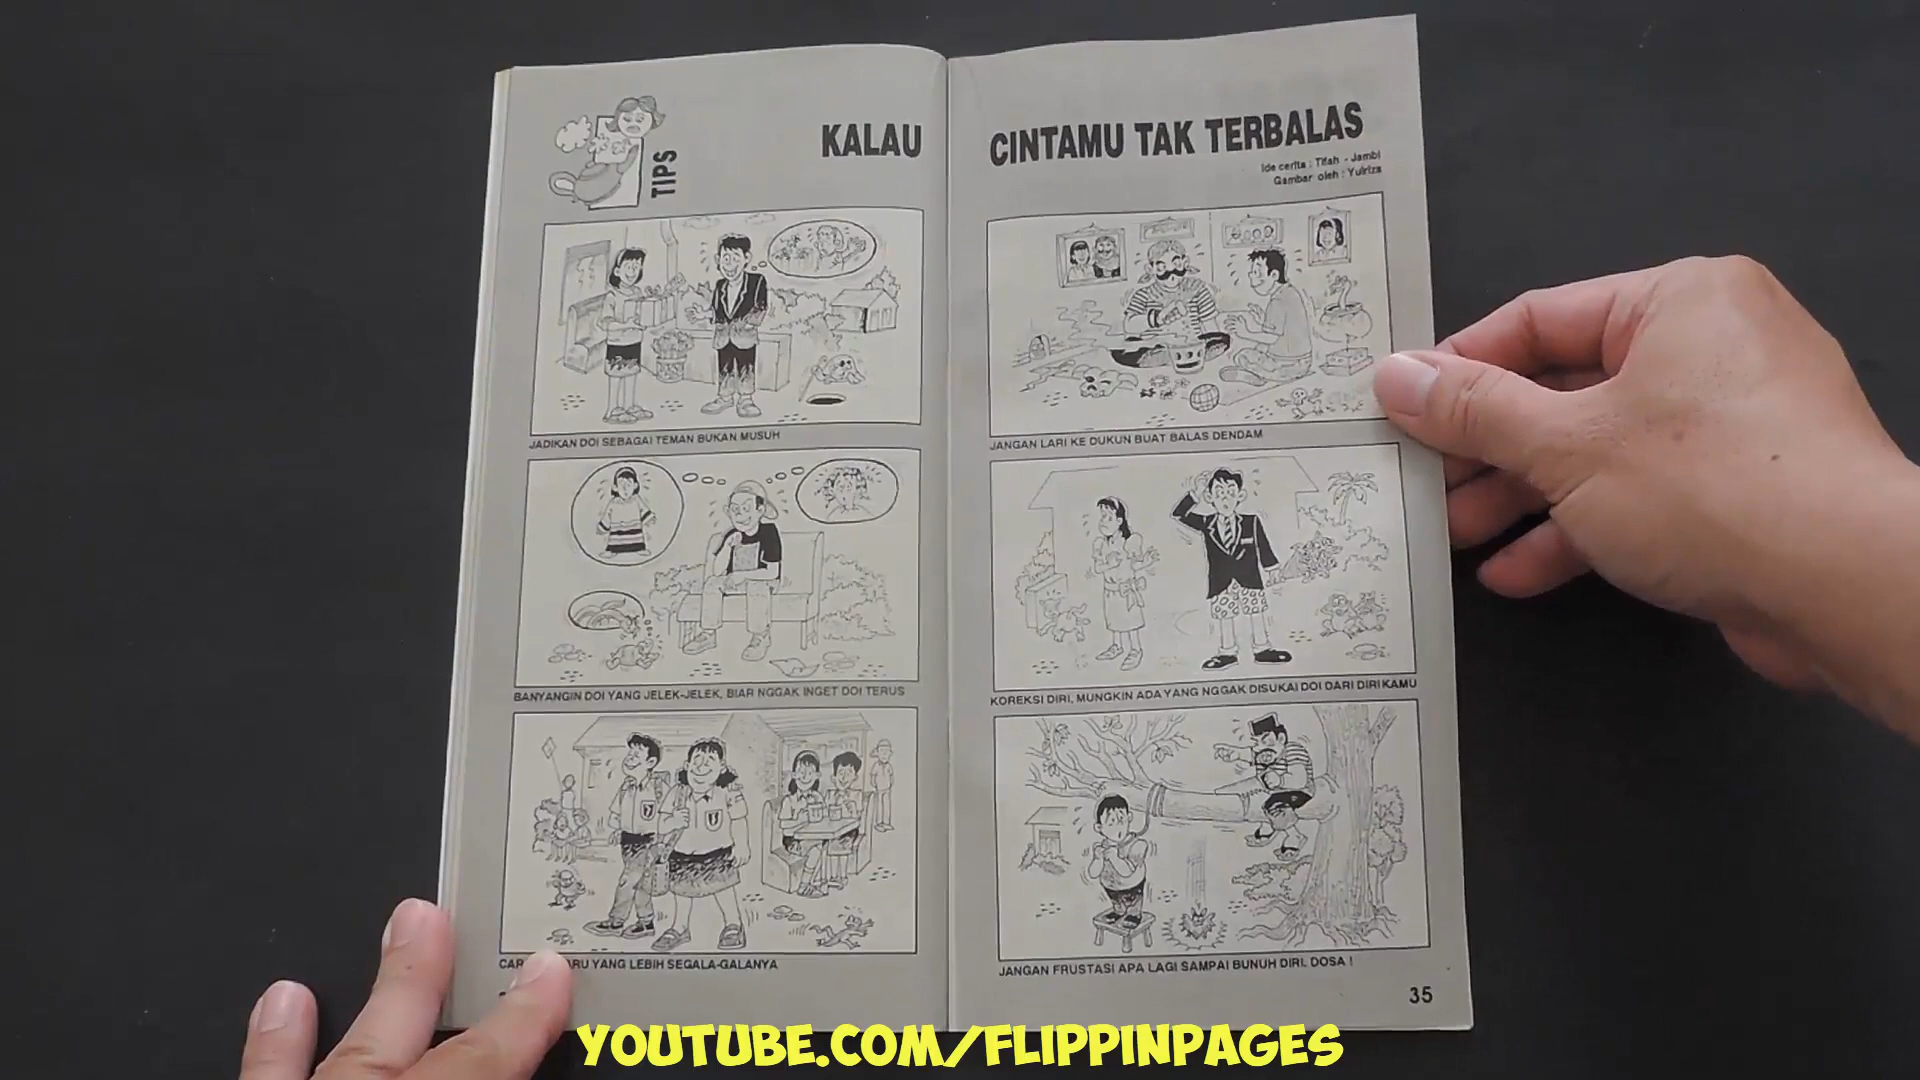 TIPS
KALAU
CINTAMU TAK TERBALAS
Ide cerita : Tifah - Jambi
Gambar oleh : Yulriza
JADIKAN DOI SEBAGAI TEMAN BUKAN MUSUH
BANYANGIN DOI YANG JELEK-JELEK, BIAR NGGAK INGET DOI TERUS
YANG LEBIH SEGALA-GALANYA
JANGAN LARI KE DUKUN BUAT BALAS DENDAM
KOREKSI DIRI, MUNGKIN ADA YANG NGGAK DISUKAI DOI DARI DIRI KAMU
JANGAN FRUSTASI APA LAGI SAMPAI BUNUH DIRI. DOSA !
35
YOUTUBE.COM/FLIPPINPAGES